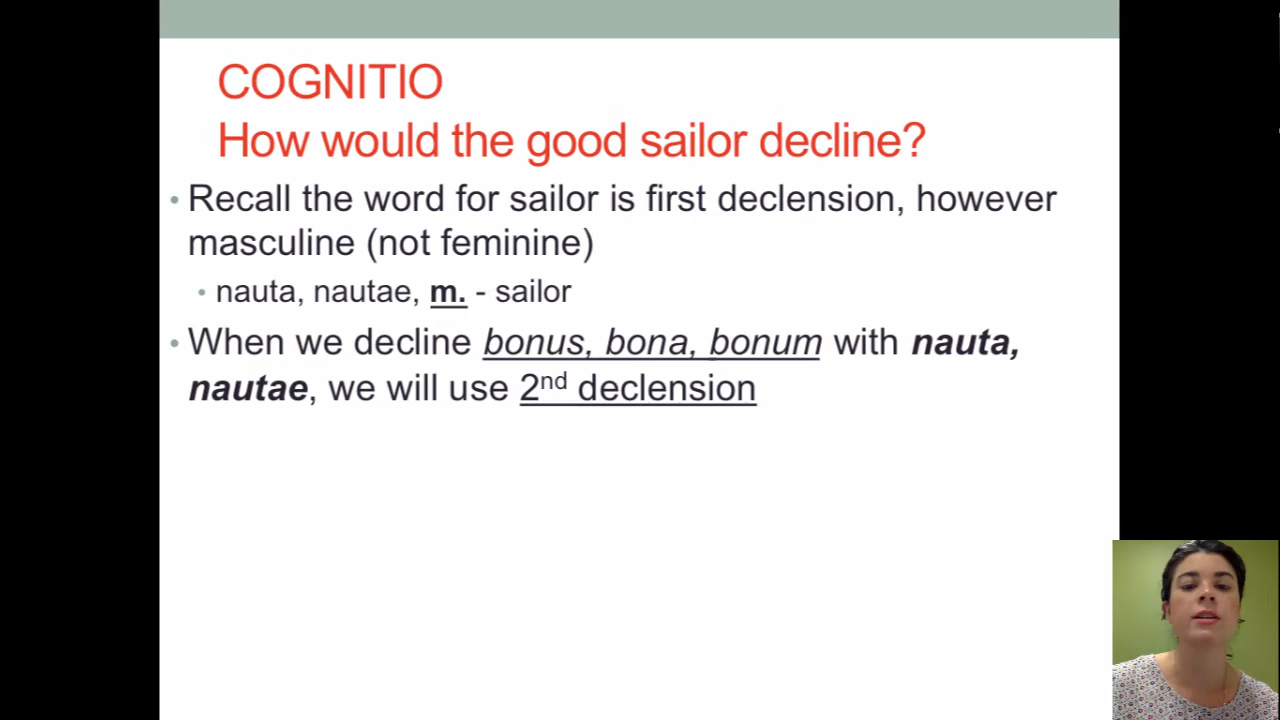 COGNITIO
How would the good sailor decline?
• Recall the word for sailor is first declension, however
masculine (not feminine)
• nauta, nautae, m. - sailor
• When we decline bonus, bona, bonum with nauta,
nautae, we will use 2nd declension